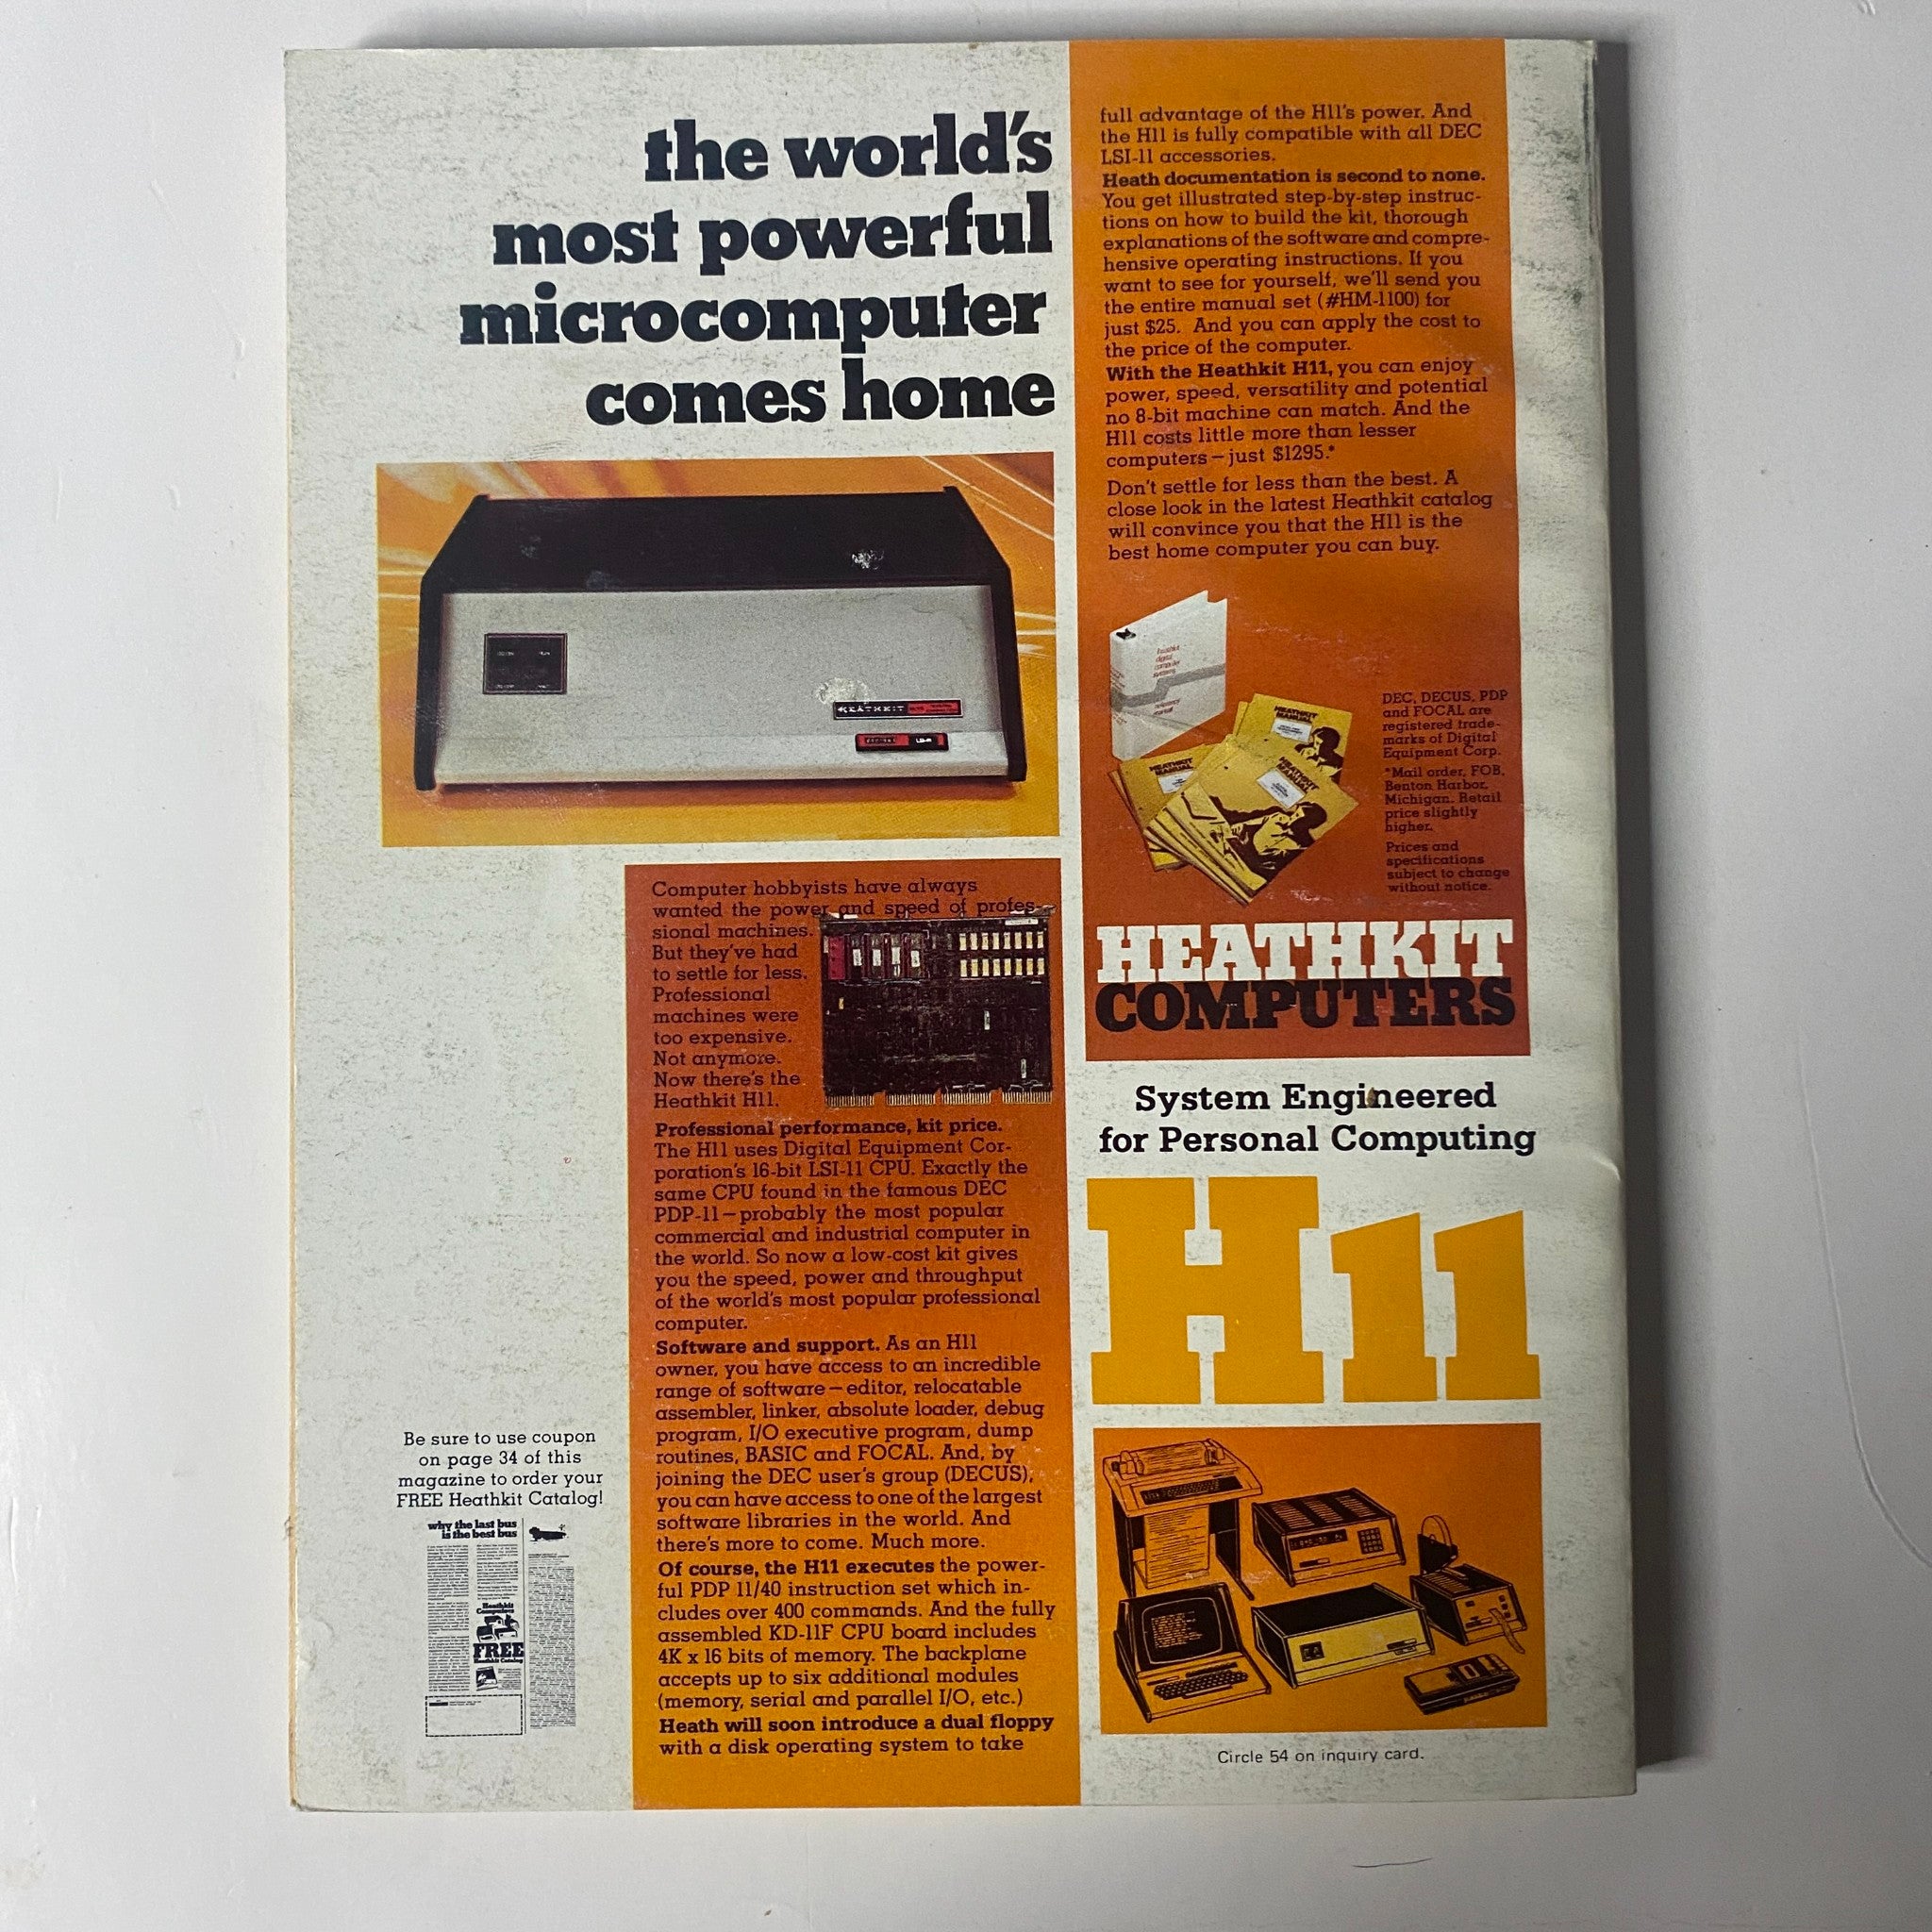 the world's
most powerful
microcomputer
comes home
HEATHKIT
Computer hobbyists have always
wanted the power and speed of profes-
sional machines.
But they've had
to settle for less.
Professional
machines were
too expensive.
Not anymore.
Now there's the
Heathkit H11.
Professional performance, kit price.
The H11 uses Digital Equipment Cor-
poration's 16-bit LSI-11 CPU. Exactly the
same CPU found in the famous DEC
PDP-11—probably the most popular
commercial and industrial computer in
the world. So now a low-cost kit gives
you the speed, power and throughput
of the world's most popular professional
computer.
Software and support. As an H11
owner, you have access to an incredible
range of software—editor, relocatable
assembler, linker, absolute loader, debug
program, I/O executive program, dump
routines, BASIC and FOCAL. And, by
joining the DEC user's group (DECUS),
you can have access to one of the largest
software libraries in the world. And
there's more to come. Much more.
Of course, the H11 executes the power-
ful PDP 11/40 instruction set which in-
cludes over 400 commands. And the fully
assembled KD-11F CPU board includes
4K x 16 bits of memory. The backplane
accepts up to six additional modules
(memory, serial and parallel I/O, etc.)
Heath will soon introduce a dual floppy
with a disk operating system to take
full advantage of the H11's power. And
the H11 is fully compatible with all DEC
LSI-11 accessories.
Heath documentation is second to none.
You get illustrated step-by-step instruc-
tions on how to build the kit, thorough
explanations of the software and compre-
hensive operating instructions. If you
want to see for yourself, we'll send you
the entire manual set (#HM-1100) for
just $25. And you can apply the cost to
the price of the computer.
With the Heathkit H11, you can enjoy
power, speed, versatility and potential
no 8-bit machine can match. And the
H11 costs little more than lesser
computers—just $1295.*
Don't settle for less than the best. A
close look in the latest Heathkit catalog
will convince you that the H11 is the
best home computer you can buy.
HEATHKIT
MANUAL
HEATHKIT
MANUAL
HEATHKIT
MANUAL
DEC, DECUS, PDP
and FOCAL are
registered trade-
marks of Digital
Equipment Corp.
*Mail order, FOB,
Benton Harbor,
Michigan. Retail
price slightly
higher.
Prices and
specifications
subject to change
without notice.
HEATHKIT
COMPUTERS
System Engineered
for Personal Computing
H11
Circle 54 on inquiry card.
Be sure to use coupon
on page 34 of this
magazine to order your
FREE Heathkit Catalog!
why the last bus
is the best bus
Heathkit
Computers
FREE
Heathkit Catalog